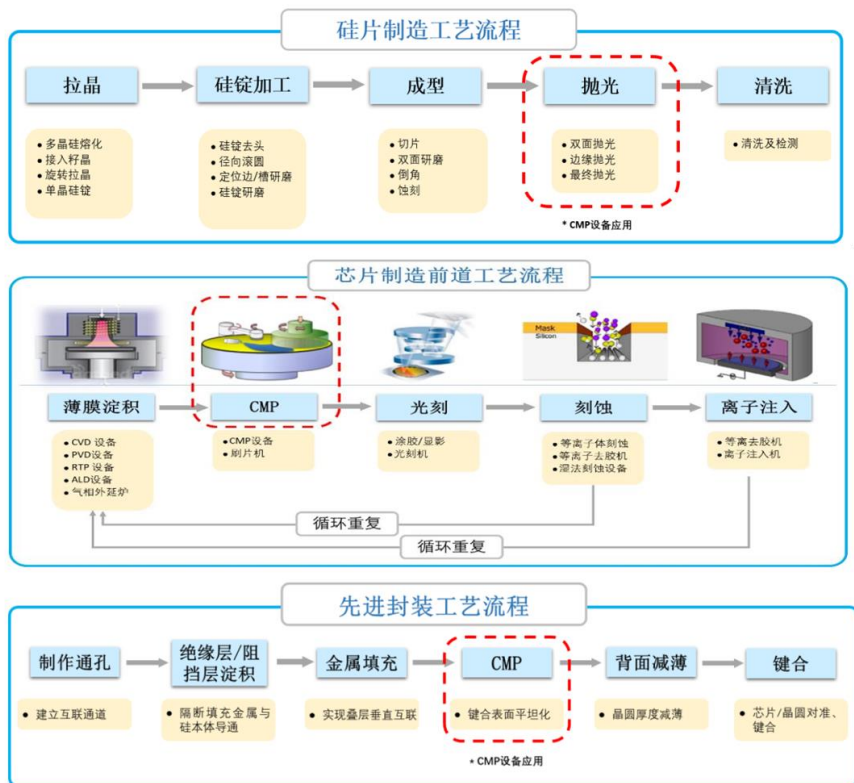 硅片制造工艺流程
拉晶
硅锭加工
成型
抛光
清洗
• 多晶硅熔化
• 接入籽晶
• 旋转拉晶
• 单晶硅锭
• 硅锭去头
• 径向滚圆
• 定位边/槽研磨
• 硅锭研磨
• 切片
• 双面研磨
• 倒角
• 蚀刻
• 双面抛光
• 边缘抛光
• 最终抛光
• 清洗及检测
* CMP设备应用
芯片制造前道工艺流程
Mask
Silicon
薄膜淀积
CMP
光刻
刻蚀
离子注入
• CVD 设备
• PVD设备
• RTP 设备
• ALD设备
• 气相外延炉
• CMP设备
• 刷片机
• 涂胶/显影
• 光刻机
• 等离子体刻蚀
• 等离子去胶机
• 湿法刻蚀设备
• 等离去胶机
• 离子注入机
循环重复
循环重复
先进封装工艺流程
制作通孔
绝缘层/阻
挡层淀积
金属填充
CMP
背面减薄
键合
• 建立互联通道
• 隔断填充金属与
硅本体导通
• 实现叠层垂直互联
• 键合表面平坦化
• 晶圆厚度减薄
• 芯片/晶圆对准、
键合
* CMP设备应用